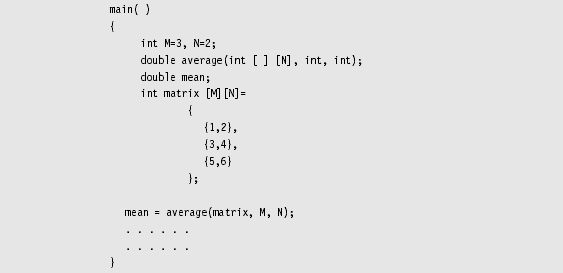 main( )
{
int M=3, N=2;
double average(int [ ] [N], int, int);
double mean;
int matrix [M][N]=
{
{1,2},
{3,4},
{5,6}
};
mean = average(matrix, M, N);
. . . . . .
. . . . . .
}